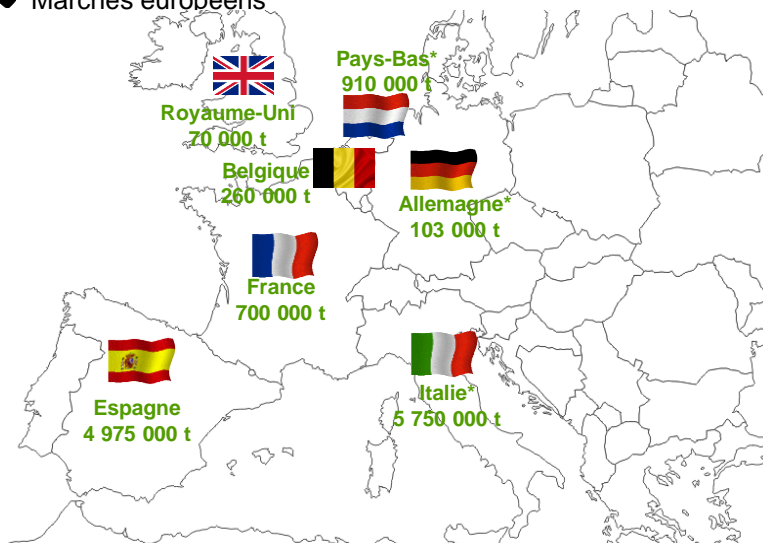 Marchés européens
Pays-Bas*
910 000 t
Royaume-Uni
70 000 t
Belgique
260 000 t
Allemagne*
103 000 t
France
700 000 t
Italie*
5 750 000 t
Espagne
4 975 000 t